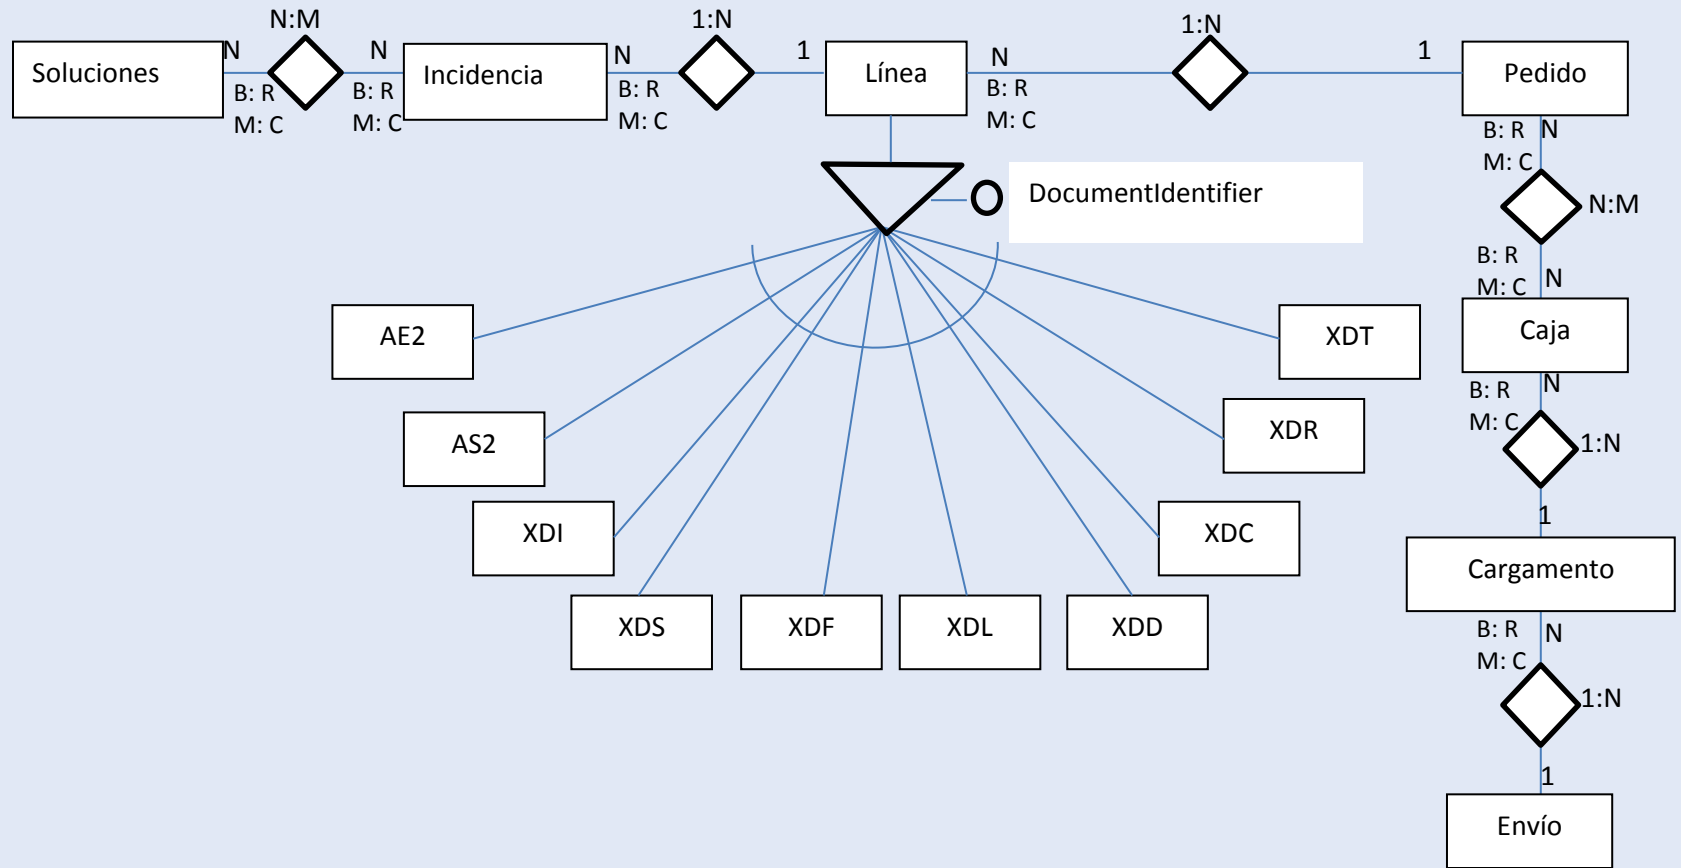 N:M
1:N
1:N
Soluciones
N
N
Incidencia
N
1
Línea
N
1
Pedido
B: R
M: C
B: R
M: C
B: R
M: C
B: R
M: C
B: R
M: C
N
DocumentIdentifier
N:M
B: R
M: C
N
AE2
XDT
Caja
B: R
M: C
N
AS2
XDR
1:N
XDI
XDC
1
Cargamento
XDS
XDF
XDL
XDD
B: R
M: C
N
1:N
1
Envío